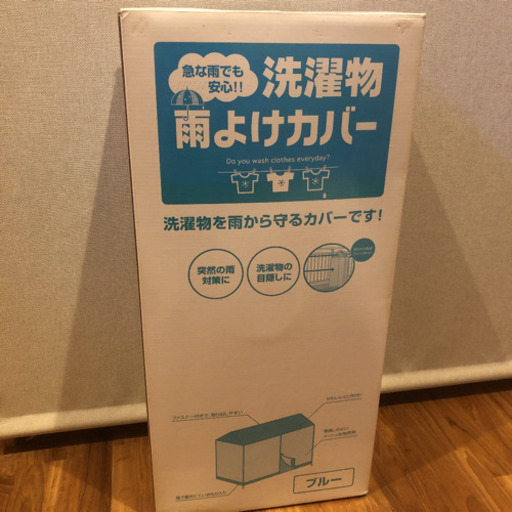 急な雨でも
安心!!
洗濯物
雨よけカバー
Do you wash clothes everyday?
洗濯物を雨から守るカバーです!
突然の雨
対策に
洗濯物の
目隠しに
ブルー